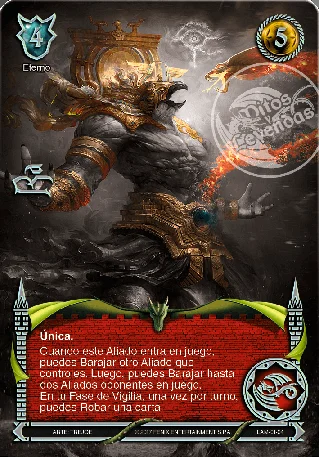 4
5
Eterno
Mitos
y
Leyendas
Única.
Cuando este Aliado entra en juego,
puedes Barajar otro Aliado que
controles. Luego, puedes Barajar hasta
dos Aliados oponentes en juego.
En tu Fase de Vigilia, una vez por turno,
puedes Robar una carta.
FENIX ENTERTAINMENT